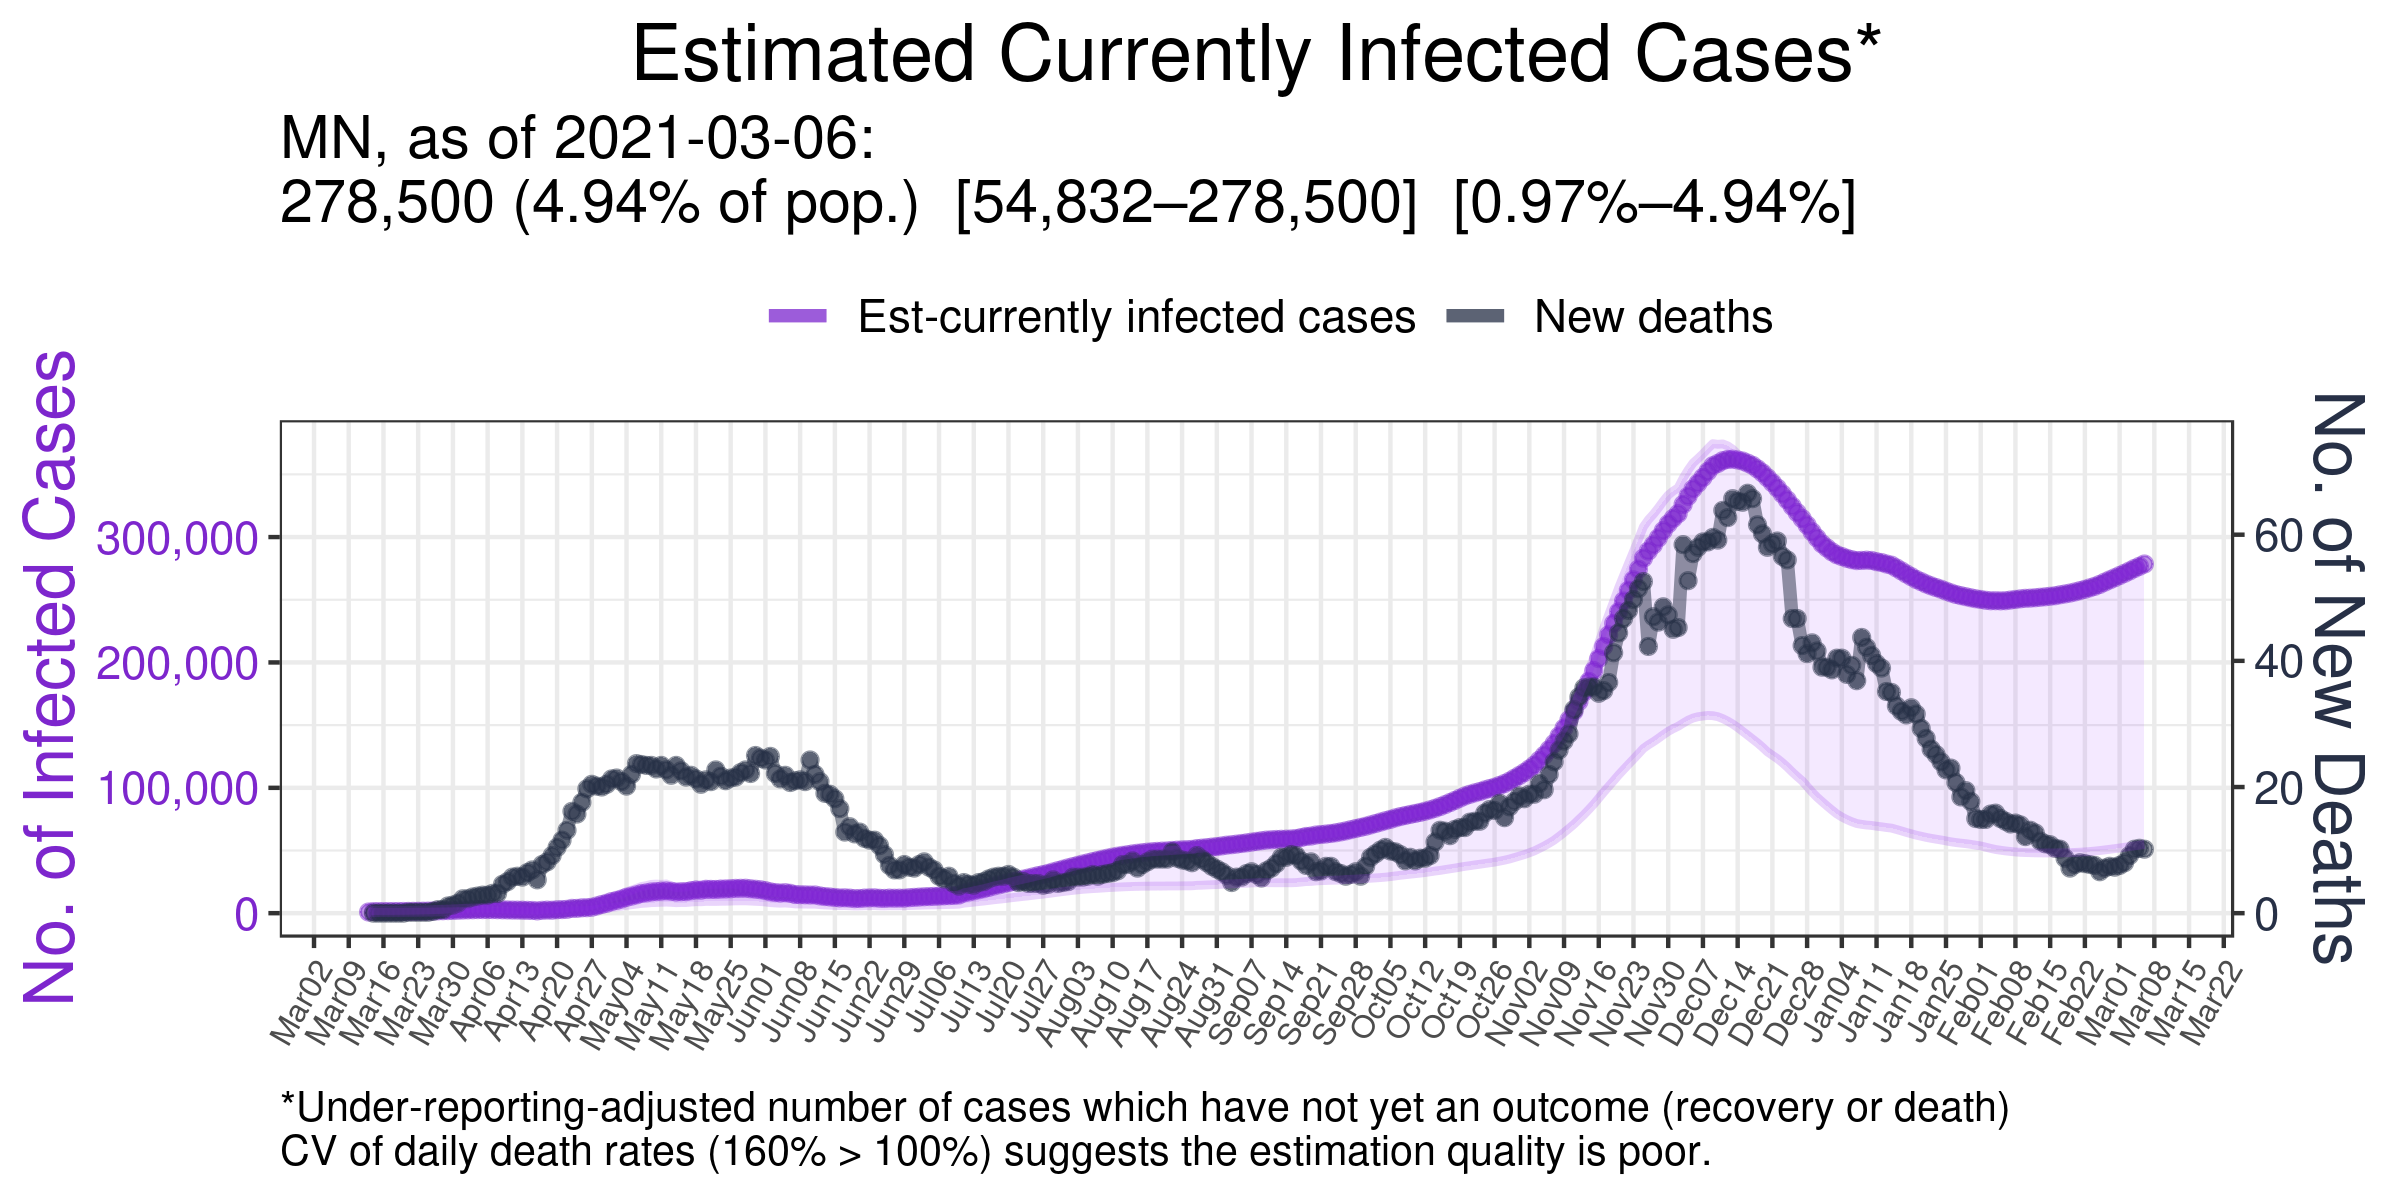 Estimated Currently Infected Cases*
MN, as of 2021-03-06:
278,500 (4.94% of pop.) [54,832–278,500] [0.97%–4.94%]
Est-currently infected cases
New deaths
No. of Infected Cases
300,000
200,000
100,000
0
60
40
20
0
No. of New Deaths
Mar02
Mar09
Mar16
Mar23
Mar30
Apr06
Apr13
Apr20
Apr27
May04
May11
May18
May25
Jun01
Jun08
Jun15
Jun22
Jun29
Jul06
Jul13
Jul20
Jul27
Aug03
Aug10
Aug17
Aug24
Aug31
Sep07
Sep14
Sep21
Sep28
Oct05
Oct12
Oct19
Oct26
Nov02
Nov09
Nov16
Nov23
Nov30
Dec07
Dec14
Dec21
Dec28
Jan04
Jan11
Jan18
Jan25
Feb01
Feb08
Feb15
Feb22
Mar01
Mar08
Mar15
Mar22
*Under-reporting-adjusted number of cases which have not yet an outcome (recovery or death)
CV of daily death rates (160% > 100%) suggests the estimation quality is poor.